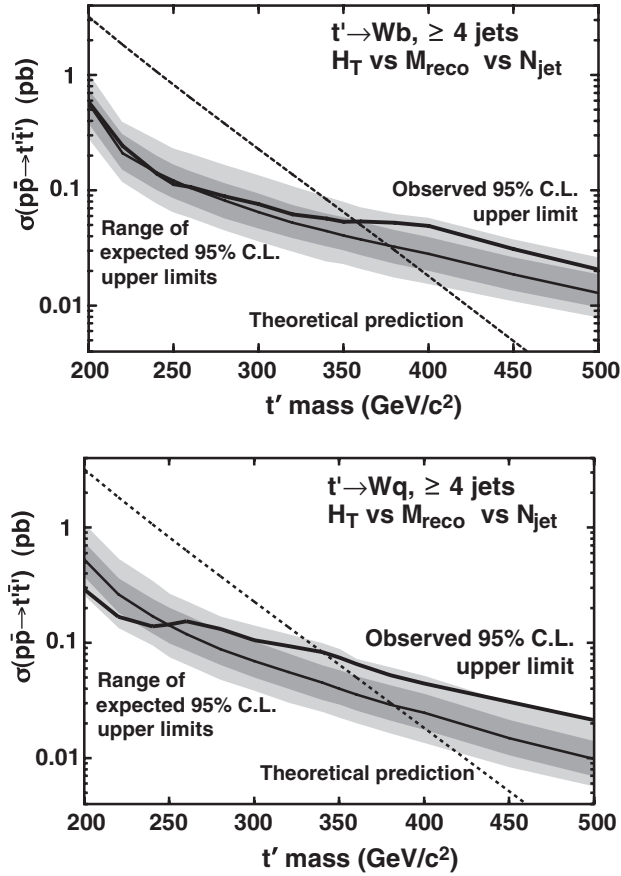 t'→Wb, ≥ 4 jets
H_T vs M_reco vs N_jet
σ(pp̄→t't̄') (pb)
1
0.1
0.01
Observed 95% C.L.
upper limit
Range of
expected 95% C.L.
upper limits
Theoretical prediction
200 250 300 350 400 450 500
t′ mass (GeV/c²)
t'→Wq, ≥ 4 jets
H_T vs M_reco vs N_jet
σ(pp̄→t't̄') (pb)
1
0.1
0.01
Observed 95% C.L.
upper limit
Range of
expected 95% C.L.
upper limits
Theoretical prediction
200 250 300 350 400 450 500
t′ mass (GeV/c²)